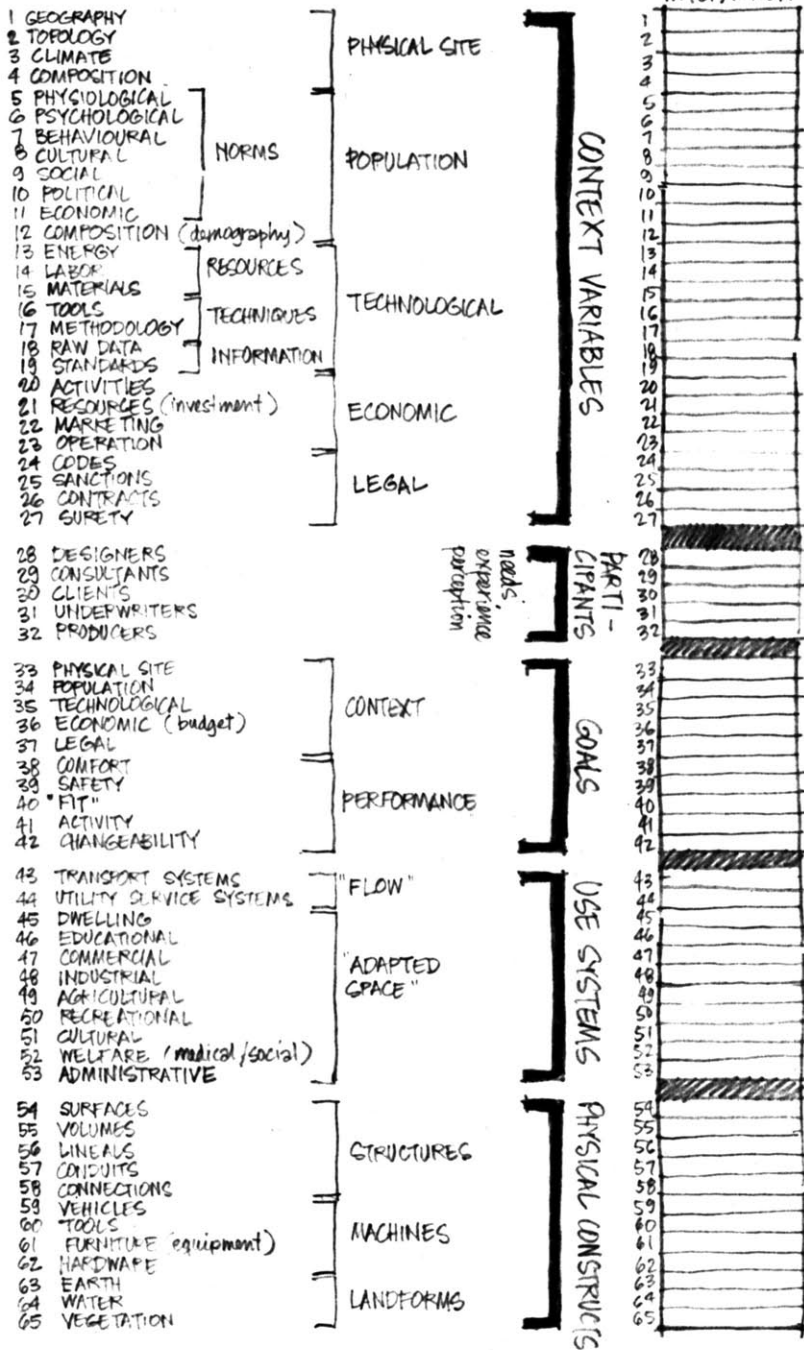 1 GEOGRAPHY
2 TOPOLOGY
3 CLIMATE
4 COMPOSITION
PHYSICAL SITE
5 PHYSIOLOGICAL
6 PSYCHOLOGICAL
7 BEHAVIOURAL
8 CULTURAL
9 SOCIAL
10 POLITICAL
11 ECONOMIC
NORMS
12 COMPOSITION (demography)
POPULATION
13 ENERGY
14 LABOR
15 MATERIALS
RESOURCES
16 TOOLS
17 METHODOLOGY
TECHNIQUES
18 RAW DATA
19 STANDARDS
INFORMATION
TECHNOLOGICAL
20 ACTIVITIES
21 RESOURCES (investment)
22 MARKETING
23 OPERATION
ECONOMIC
24 CODES
25 SANCTIONS
26 CONTRACTS
27 SURETY
LEGAL
CONTEXT VARIABLES
28 DESIGNERS
29 CONSULTANTS
30 CLIENTS
31 UNDERWRITERS
32 PRODUCERS
needs,
experience
perception
PARTI-
CIPANTS
33 PHYSICAL SITE
34 POPULATION
35 TECHNOLOGICAL
36 ECONOMIC (budget)
37 LEGAL
CONTEXT
38 COMFORT
39 SAFETY
40 "FIT"
41 ACTIVITY
42 CHANGEABILITY
PERFORMANCE
GOALS
43 TRANSPORT SYSTEMS
44 UTILITY SERVICE SYSTEMS
"FLOW"
45 DWELLING
46 EDUCATIONAL
47 COMMERCIAL
48 INDUSTRIAL
49 AGRICULTURAL
50 RECREATIONAL
51 CULTURAL
52 WELFARE (medical/social)
53 ADMINISTRATIVE
"ADAPTED
SPACE"
USE SYSTEMS
54 SURFACES
55 VOLUMES
56 LINEALS
57 CONDUITS
58 CONNECTIONS
STRUCTURES
59 VEHICLES
60 TOOLS
61 FURNITURE (equipment)
62 HARDWARE
MACHINES
63 EARTH
64 WATER
65 VEGETATION
LANDFORMS
PHYSICAL CONSTRUCTS
1
2
3
4
5
6
7
8
9
10
11
12
13
14
15
16
17
18
19
20
21
22
23
24
25
26
27
28
29
30
31
32
33
34
35
36
37
38
39
40
41
42
43
44
45
46
47
48
49
50
51
52
53
54
55
56
57
58
59
60
61
62
63
64
65